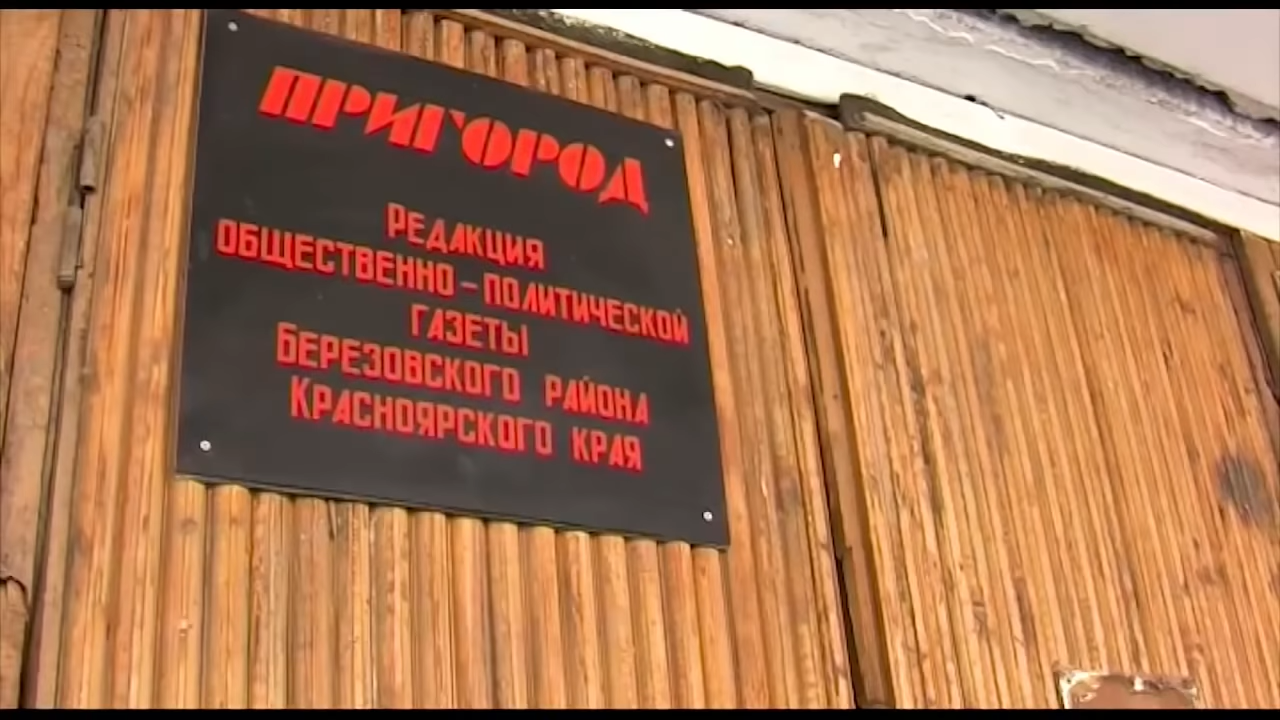 ПРИГОРОД
РЕДАКЦИЯ
ОБЩЕСТВЕННО-ПОЛИТИЧЕСКОЙ
ГАЗЕТЫ
БЕРЕЗОВСКОГО РАЙОНА
КРАСНОЯРСКОГО КРАЯ